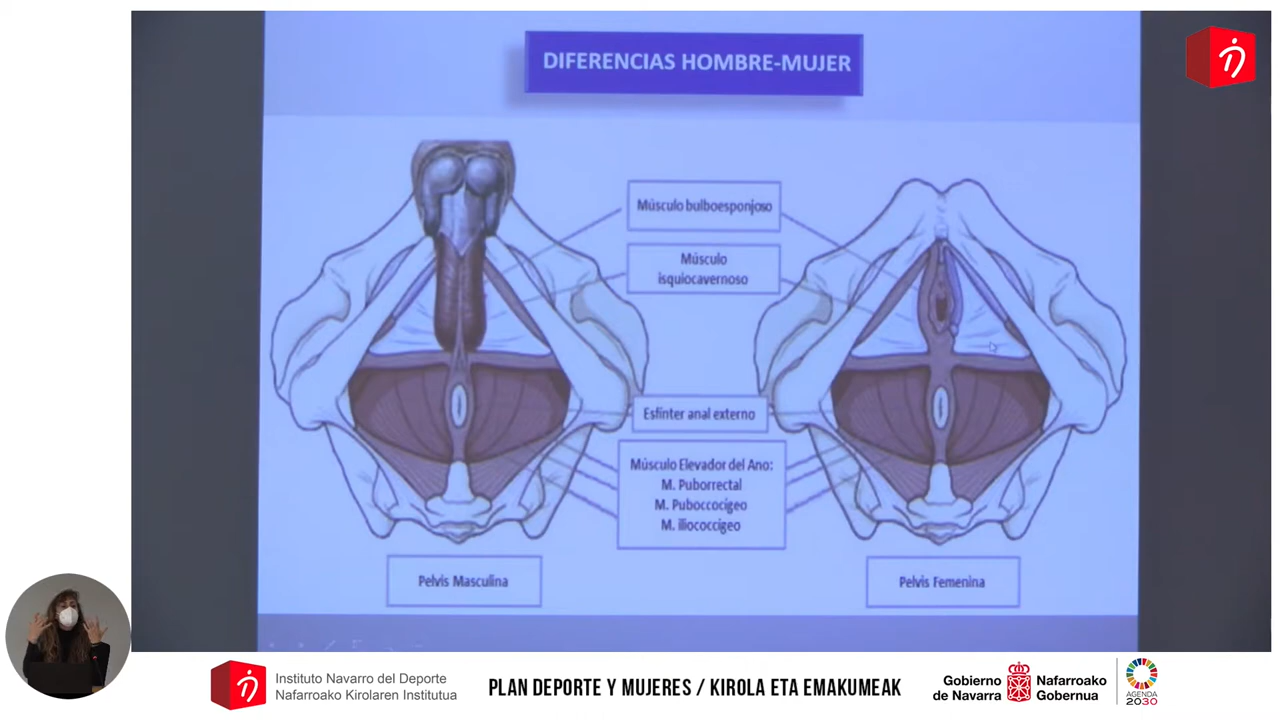 DIFERENCIAS HOMBRE-MUJER
Músculo bulboesponjoso
Músculo
isquiocavernoso
Esfínter anal externo
Músculo Elevador del Ano:
M. Puborrectal
M. Puboccocígeo
M. iliococcígeo
Pelvis Masculina
Pelvis Femenina
Instituto Navarro del Deporte
Nafarroako Kirolaren Institutua
PLAN DEPORTE Y MUJERES / KIROLA ETA EMAKUMEAK
Gobierno
de Navarra
Nafarroako
Gobernua
AGENDA
2030